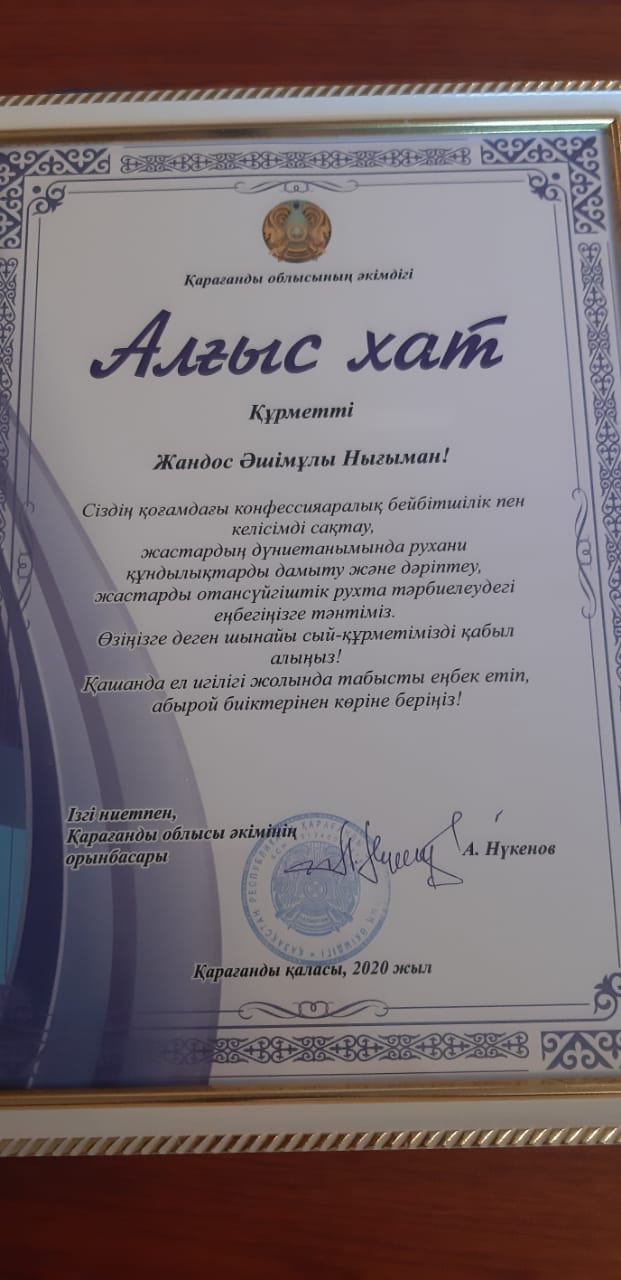 Қарағанды облысының әкімдігі
Алғыс хат
Құрметті
Жандос Әшімұлы Нығыман!
Сіздің қоғамдағы конфессияаралық бейбітшілік пен
келісімді сақтау,
жастардың дүниетанымында рухани
құндылықтарды дамыту және дәріптеу,
жастарды отансүйгіштік рухта тәрбиелеудегі
еңбегіңізге тәнтіміз.
Өзіңізге деген шынайы сый-құрметімізді қабыл
алыңыз!
Қашанда ел игілігі жолында табысты еңбек етіп,
абырой биіктерінен көріне беріңіз!
Ізгі ниетпен,
Қарағанды облысы әкімінің
орынбасары
А. Нүкенов
Қарағанды қаласы, 2020 жыл